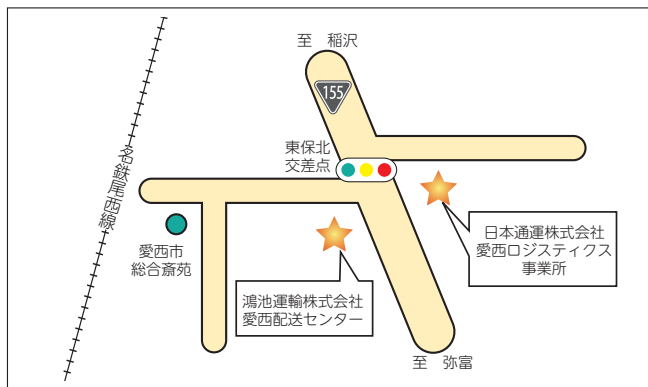 至 稲沢
155
東保北
交差点
名鉄尾西線
愛西市
総合斎苑
日本通運株式会社
愛西ロジスティクス
事業所
鴻池運輸株式会社
愛西配送センター
至 弥富